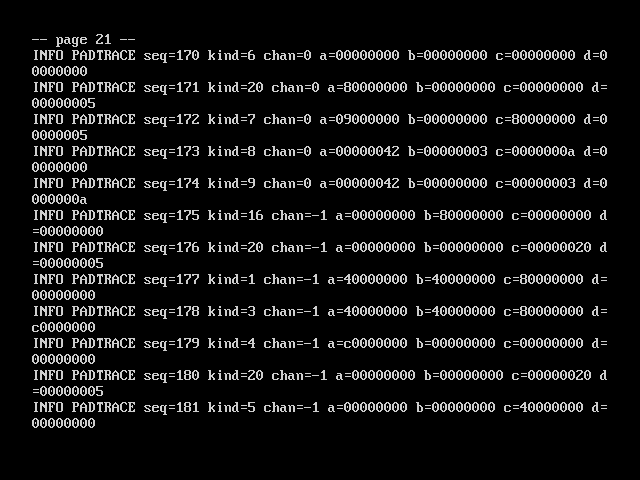 -- page 21 --
INFO PADTRACE seq=170 kind=6 chan=0 a=00000000 b=00000000 c=00000000 d=0
0000000
INFO PADTRACE seq=171 kind=20 chan=0 a=80000000 b=00000000 c=00000000 d=
00000005
INFO PADTRACE seq=172 kind=7 chan=0 a=09000000 b=00000000 c=80000000 d=0
0000005
INFO PADTRACE seq=173 kind=8 chan=0 a=00000042 b=00000003 c=0000000a d=0
0000000
INFO PADTRACE seq=174 kind=9 chan=0 a=00000042 b=00000000 c=00000003 d=0
000000a
INFO PADTRACE seq=175 kind=16 chan=-1 a=00000000 b=80000000 c=00000000 d
=00000000
INFO PADTRACE seq=176 kind=20 chan=-1 a=00000000 b=00000000 c=00000020 d
=00000005
INFO PADTRACE seq=177 kind=1 chan=-1 a=40000000 b=40000000 c=80000000 d=
00000000
INFO PADTRACE seq=178 kind=3 chan=-1 a=40000000 b=40000000 c=80000000 d=
c0000000
INFO PADTRACE seq=179 kind=4 chan=-1 a=c0000000 b=00000000 c=00000000 d=
00000000
INFO PADTRACE seq=180 kind=20 chan=-1 a=00000000 b=00000000 c=00000020 d
=00000005
INFO PADTRACE seq=181 kind=5 chan=-1 a=00000000 b=00000000 c=40000000 d=
00000000